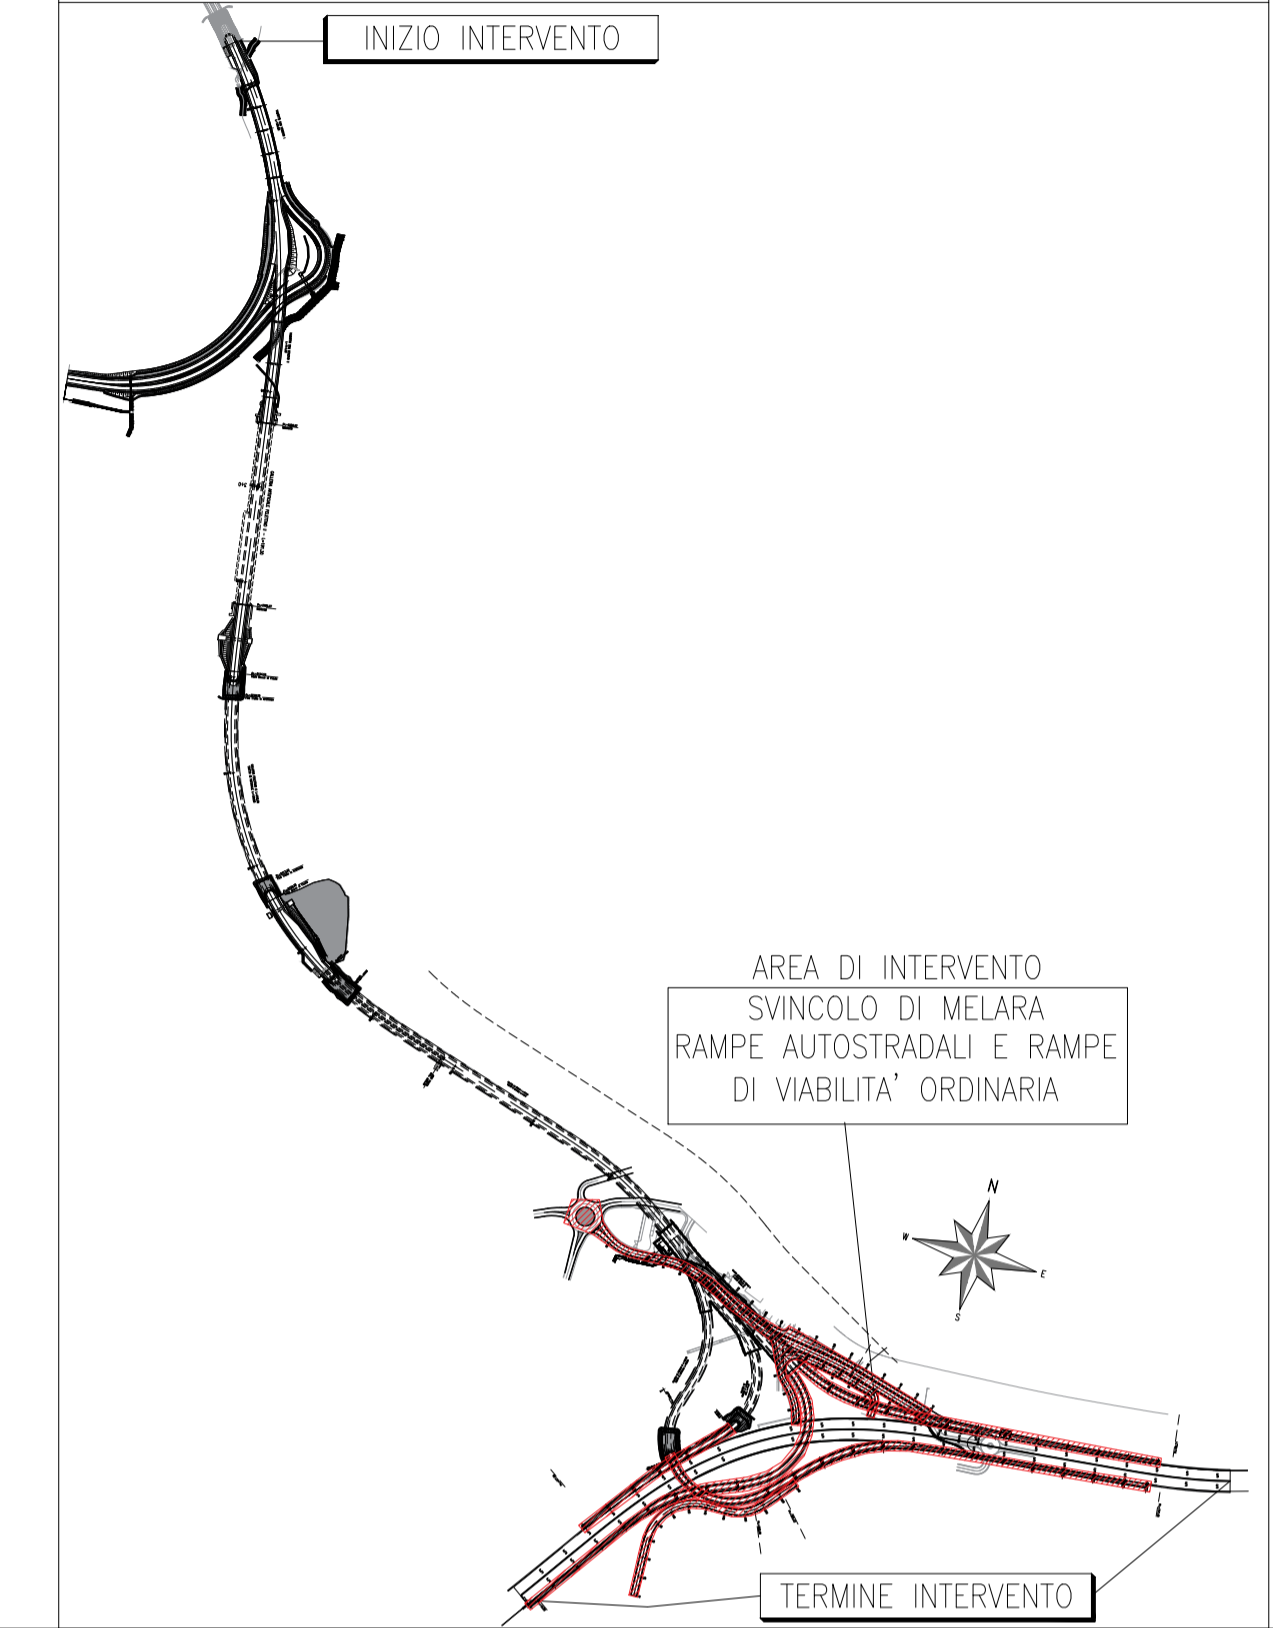 INIZIO INTERVENTO
AREA DI INTERVENTO
SVINCOLO DI MELARA
RAMPE AUTOSTRADALI E RAMPE
DI VIABILITA' ORDINARIA
N
W
E
S
TERMINE INTERVENTO